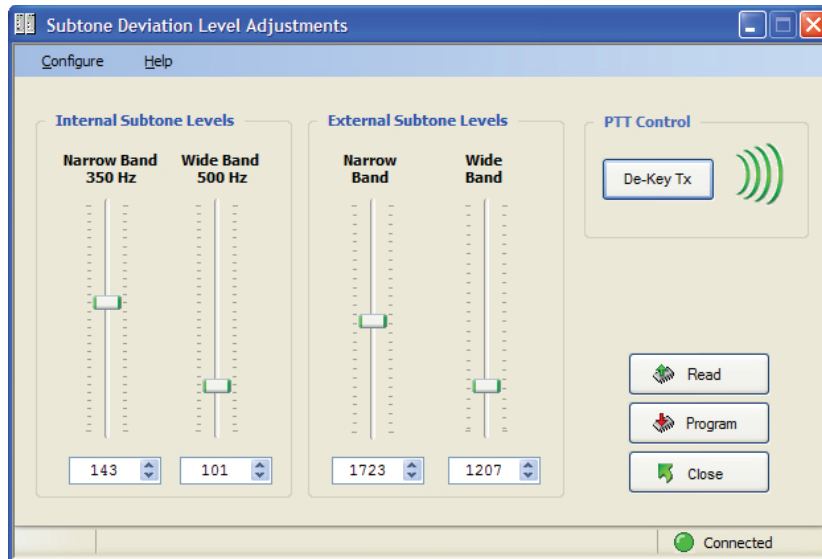 Subtone Deviation Level Adjustments
Configure Help
Internal Subtone Levels
Narrow Band
350 Hz
Wide Band
500 Hz
143
101
External Subtone Levels
Narrow
Band
Wide
Band
1723
1207
PTT Control
De-Key Tx
Read
Program
Close
Connected